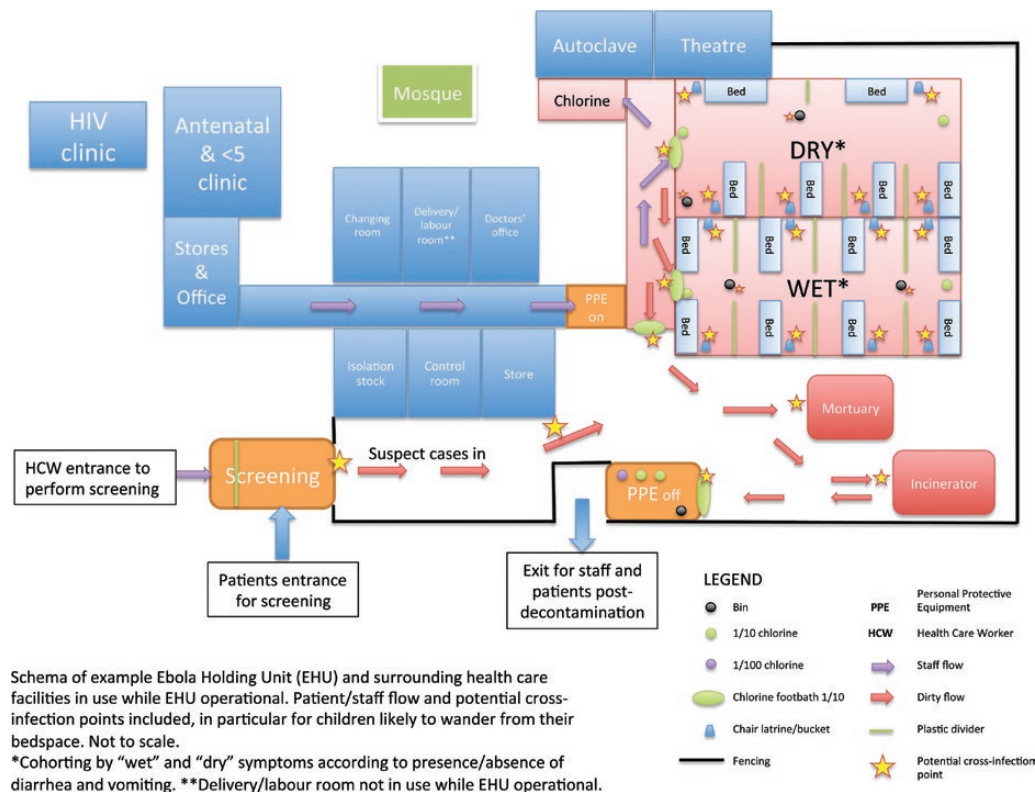 Autoclave
Theatre
Mosque
HIV
clinic
Antenatal
& <5
clinic
Chlorine
Bed
Bed
DRY*
Changing
room
Delivery/
labour
room**
Doctors'
office
Bed
Bed
Bed
Bed
Stores
&
Office
PPE
on
Bed
Bed
Bed
Bed
WET*
Bed
Bed
Bed
Bed
Isolation
stock
Control
room
Store
Mortuary
HCW entrance to
perform screening
Screening
Suspect cases in
PPE off
Incinerator
Patients entrance
for screening
Exit for staff and
patients post-
decontamination
LEGEND
Bin
PPE
Personal Protective
Equipment
1/10 chlorine
HCW
Health Care Worker
1/100 chlorine
Staff flow
Chlorine footbath 1/10
Dirty flow
Chair latrine/bucket
Plastic divider
Fencing
Potential cross-infection
point
Schema of example Ebola Holding Unit (EHU) and surrounding health care
facilities in use while EHU operational. Patient/staff flow and potential cross-
infection points included, in particular for children likely to wander from their
bedspace. Not to scale.
*Cohorting by “wet” and “dry” symptoms according to presence/absence of
diarrhea and vomiting. **Delivery/labour room not in use while EHU operational.